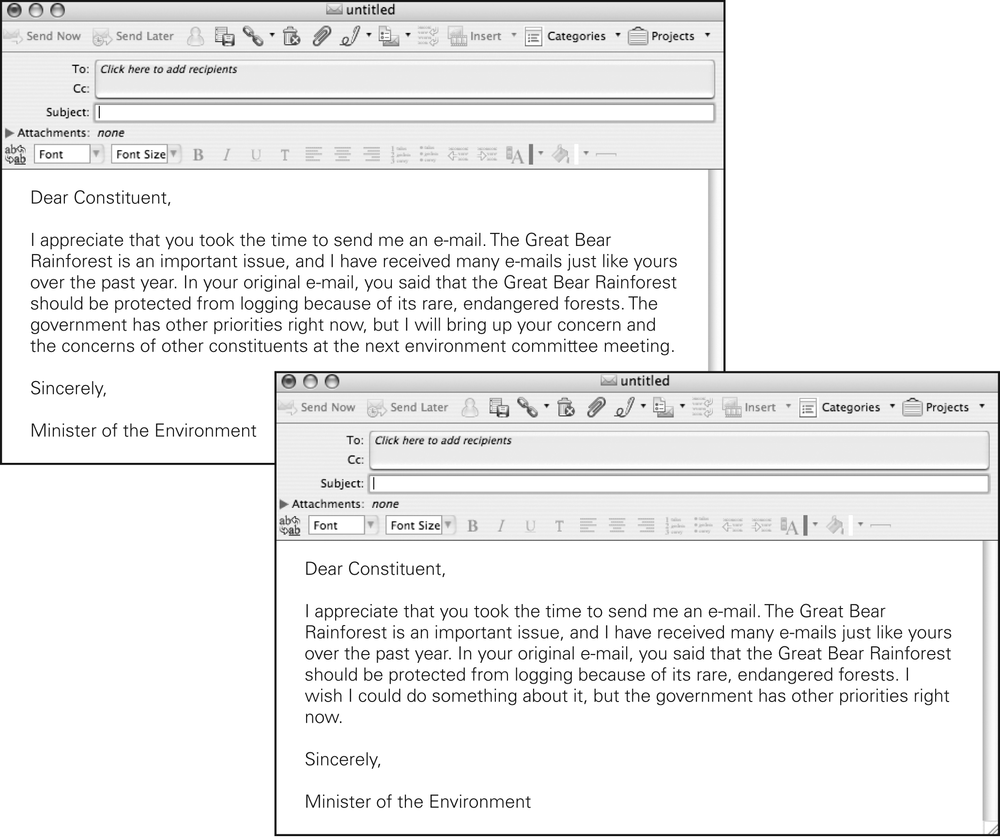 untitled
Send Now Send Later Insert Categories Projects
To: Click here to add recipients
Cc:
Subject:
Attachments: none
Font Font Size B I U T
Dear Constituent,
I appreciate that you took the time to send me an e-mail. The Great Bear
Rainforest is an important issue, and I have received many e-mails just like yours
over the past year. In your original e-mail, you said that the Great Bear Rainforest
should be protected from logging because of its rare, endangered forests. The
government has other priorities right now, but I will bring up your concern and
the concerns of other constituents at the next environment committee meeting.
Sincerely,
Minister of the Environment
untitled
Send Now Send Later Insert Categories Projects
To: Click here to add recipients
Cc:
Subject:
Attachments: none
Font Font Size B I U T
Dear Constituent,
I appreciate that you took the time to send me an e-mail. The Great Bear
Rainforest is an important issue, and I have received many e-mails just like yours
over the past year. In your original e-mail, you said that the Great Bear Rainforest
should be protected from logging because of its rare, endangered forests. I
wish I could do something about it, but the government has other priorities right
now.
Sincerely,
Minister of the Environment